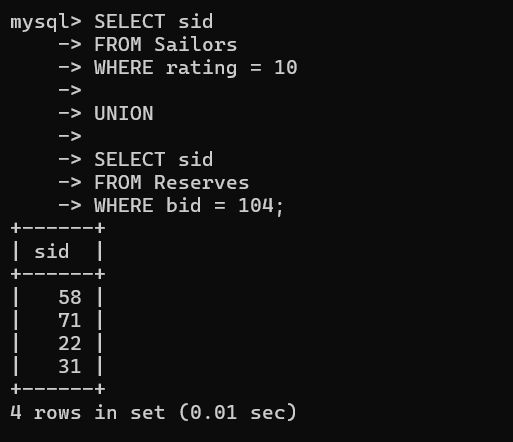 mysql> SELECT sid
    -> FROM Sailors
    -> WHERE rating = 10
    ->
    -> UNION
    ->
    -> SELECT sid
    -> FROM Reserves
    -> WHERE bid = 104;
+------+
| sid  |
+------+
|   58 |
|   71 |
|   22 |
|   31 |
+------+
4 rows in set (0.01 sec)